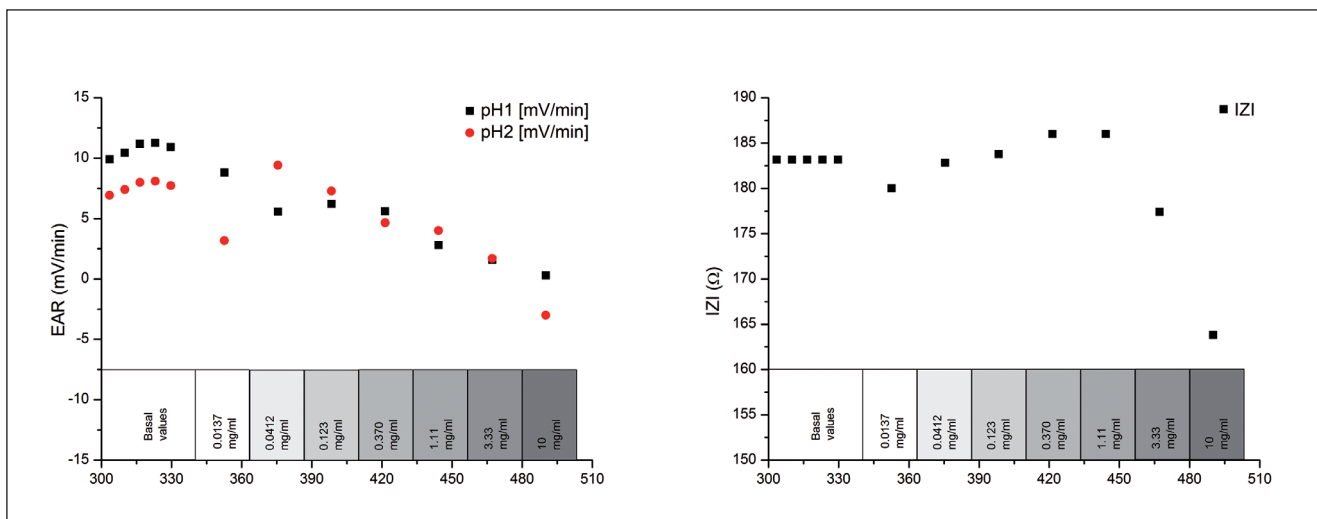 15
10
5
0
-5
-10
-15
EAR (mV/min)
pH1 [mV/min]
pH2 [mV/min]
Basal
values
0.0137
mg/ml
0.0412
mg/ml
0.123
mg/ml
0.370
mg/ml
1.11
mg/ml
3.33
mg/ml
10
mg/ml
300 330 360 390 420 450 480 510
190
185
180
175
170
165
160
155
150
IZI (Ω)
IZI
Basal
values
0.0137
mg/ml
0.0412
mg/ml
0.123
mg/ml
0.370
mg/ml
1.11
mg/ml
3.33
mg/ml
10
mg/ml
300 330 360 390 420 450 480 510